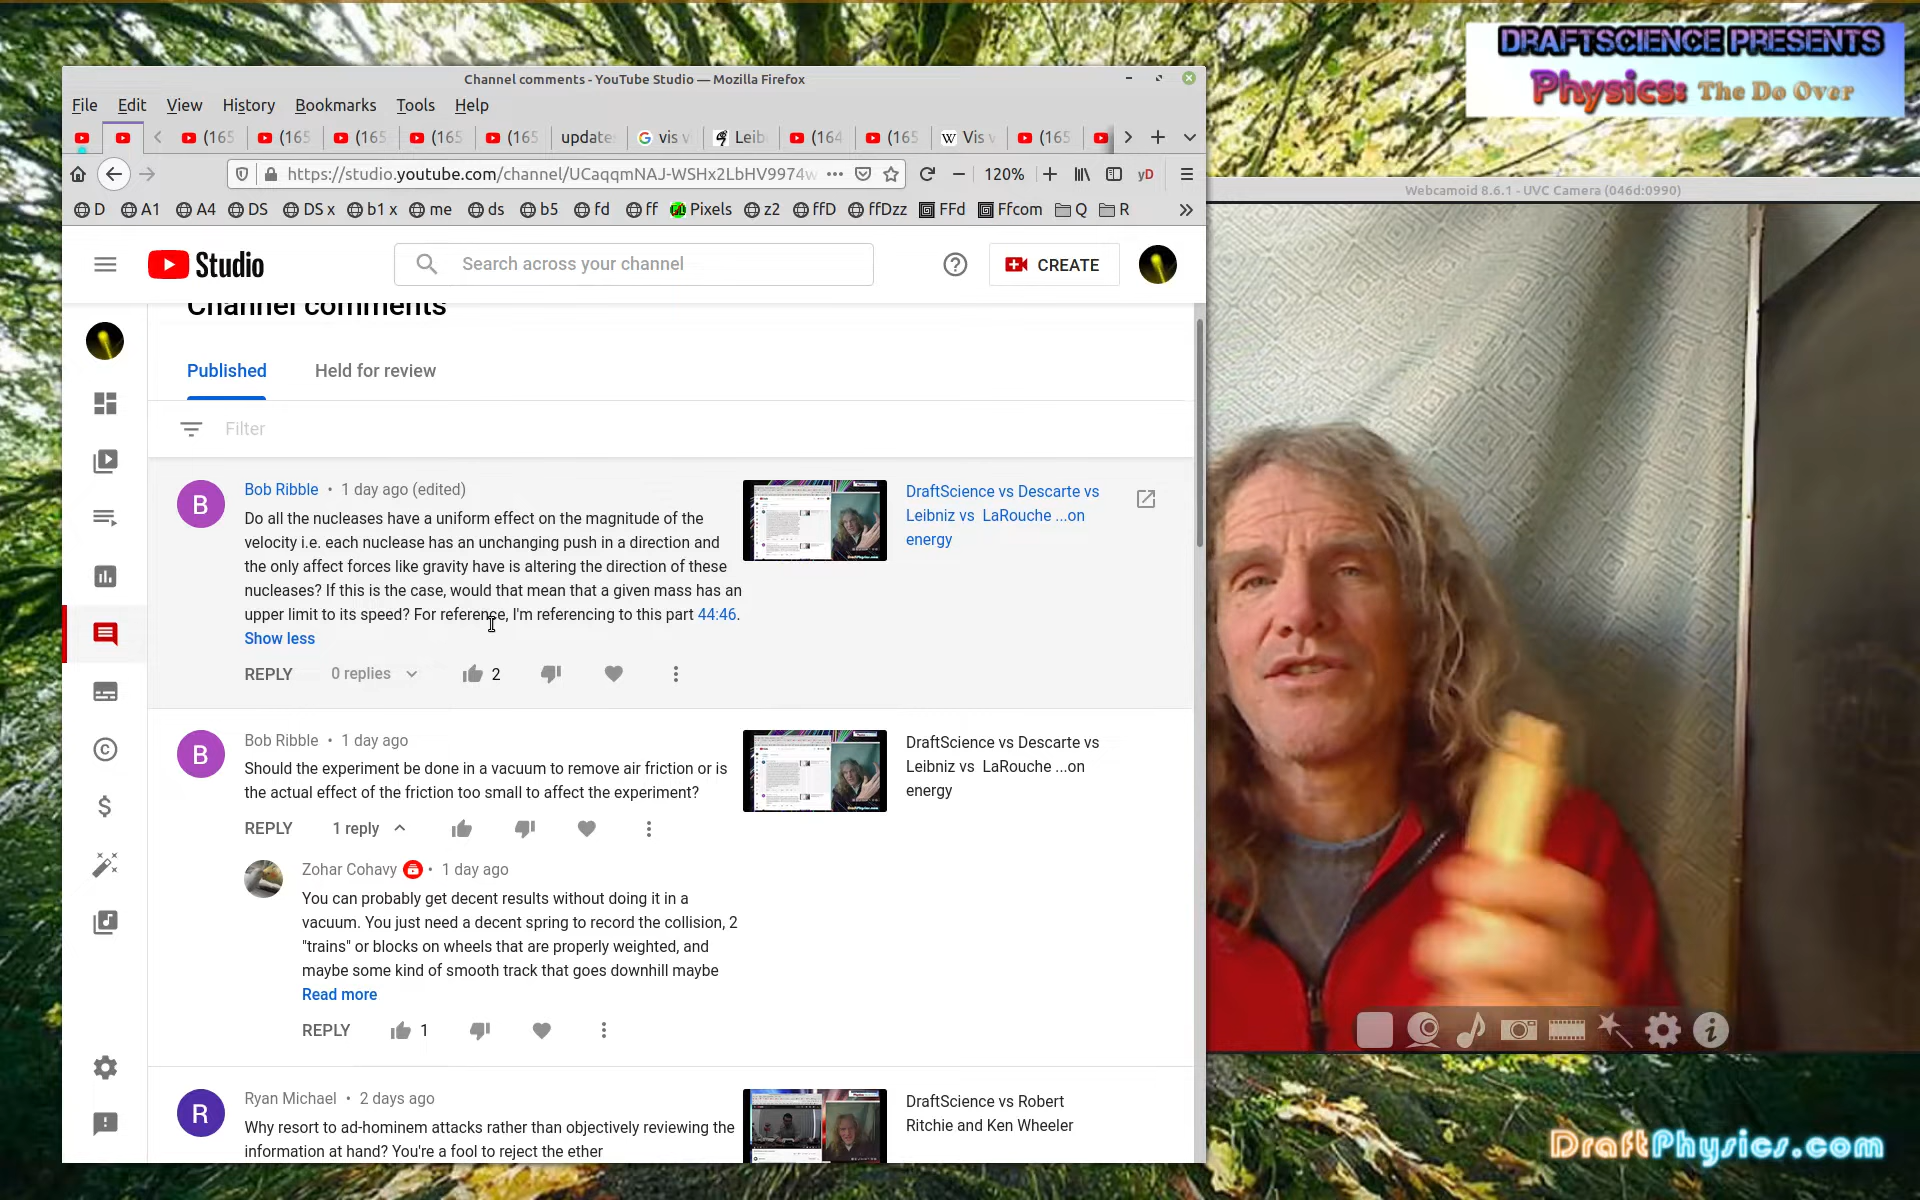 DRAFTSCIENCE PRESENTS
Physics: The Do Over
Channel comments - YouTube Studio — Mozilla Firefox
File Edit View History Bookmarks Tools Help
(165 (165 (165 (165 (165 update: vis v Leib (164 (165 Vis v (165
https://studio.youtube.com/channel/UCaqqmNAJ-WSHx2LbHV9974w 120% yD
D A1 A4 DS DS x b1 x me ds b5 fd ff Pixels z2 ffD ffDzz FFd Ffcom Q R
Webcamoid 8.6.1 - UVC Camera (046d:0990)
Studio
Search across your channel
CREATE
Channel comments
Published Held for review
Filter
B
Bob Ribble • 1 day ago (edited)
Do all the nucleases have a uniform effect on the magnitude of the
velocity i.e. each nuclease has an unchanging push in a direction and
the only affect forces like gravity have is altering the direction of these
nucleases? If this is the case, would that mean that a given mass has an
upper limit to its speed? For reference, I'm referencing to this part 44:46.
Show less
REPLY 0 replies 2
DraftScience vs Descarte vs
Leibniz vs LaRouche ...on
energy
B
Bob Ribble • 1 day ago
Should the experiment be done in a vacuum to remove air friction or is
the actual effect of the friction too small to affect the experiment?
REPLY 1 reply
DraftScience vs Descarte vs
Leibniz vs LaRouche ...on
energy
Zohar Cohavy • 1 day ago
You can probably get decent results without doing it in a
vacuum. You just need a decent spring to record the collision, 2
"trains" or blocks on wheels that are properly weighted, and
maybe some kind of smooth track that goes downhill maybe
Read more
REPLY 1
R
Ryan Michael • 2 days ago
Why resort to ad-hominem attacks rather than objectively reviewing the
information at hand? You're a fool to reject the ether
DraftScience vs Robert
Ritchie and Ken Wheeler
DraftPhysics.com